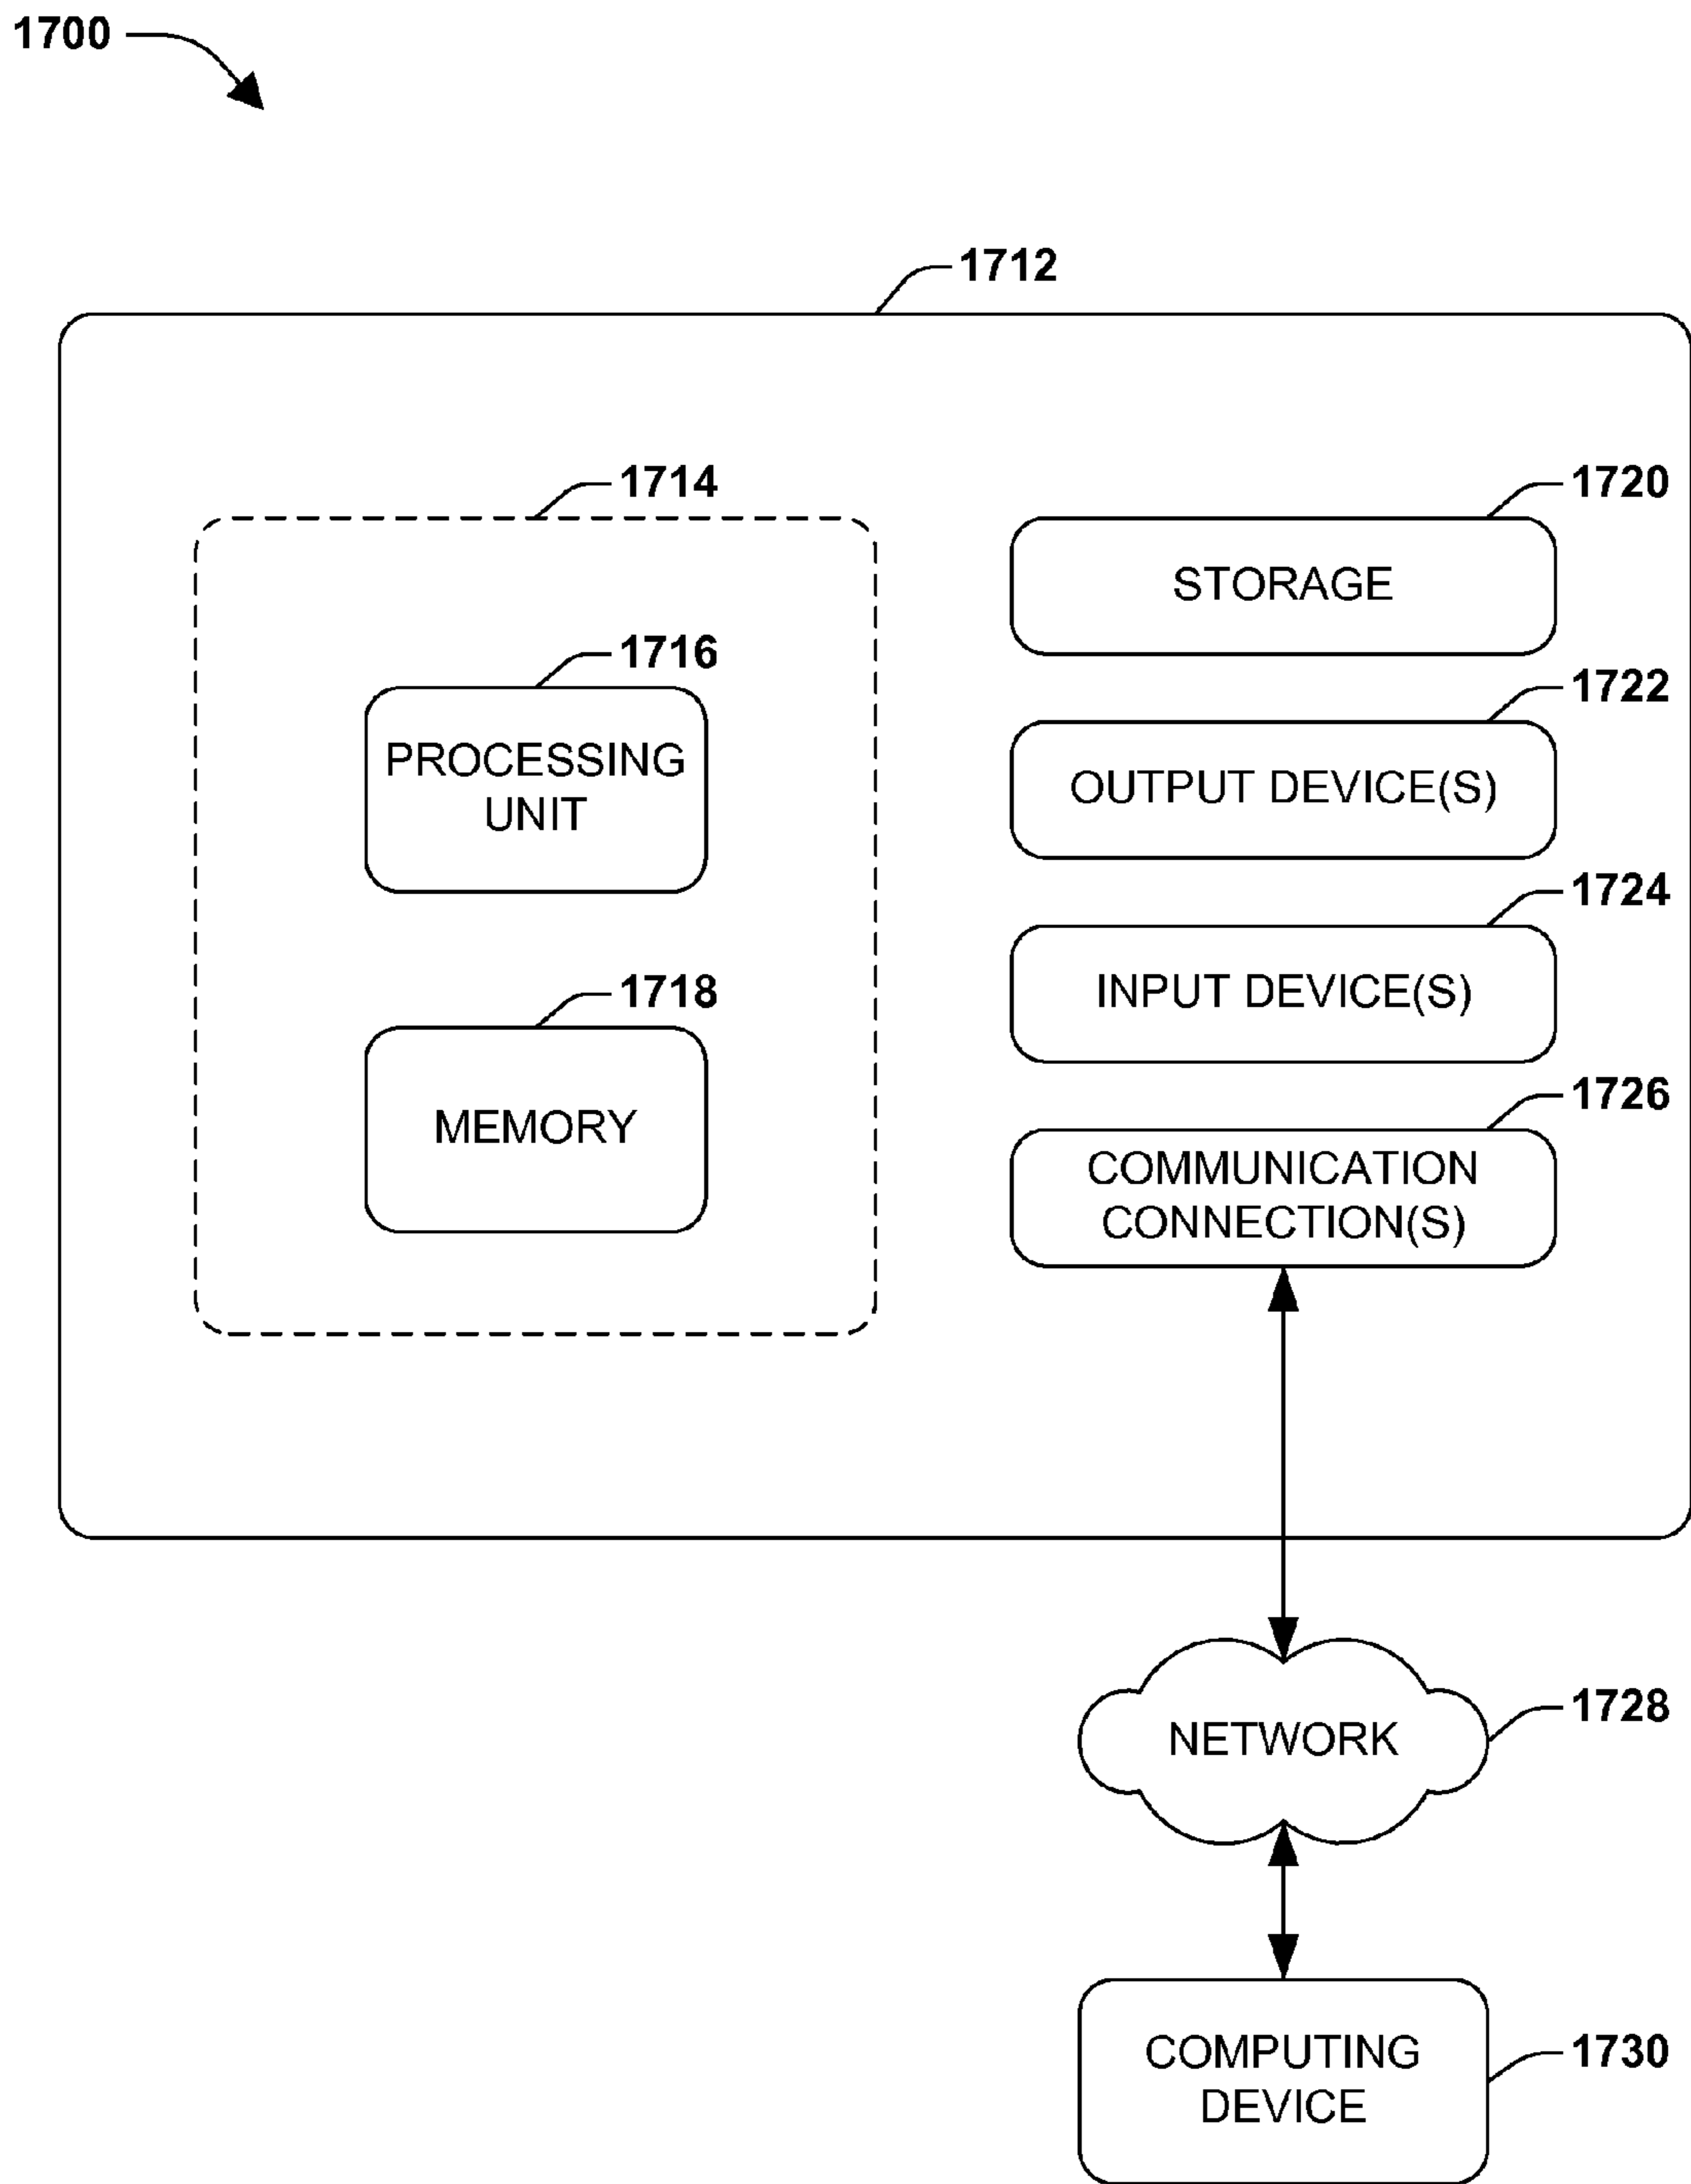 1700
1712
1714
1716
PROCESSING
UNIT
1718
MEMORY
1720
STORAGE
1722
OUTPUT DEVICE(S)
1724
INPUT DEVICE(S)
1726
COMMUNICATION
CONNECTION(S)
1728
NETWORK
1730
COMPUTING
DEVICE